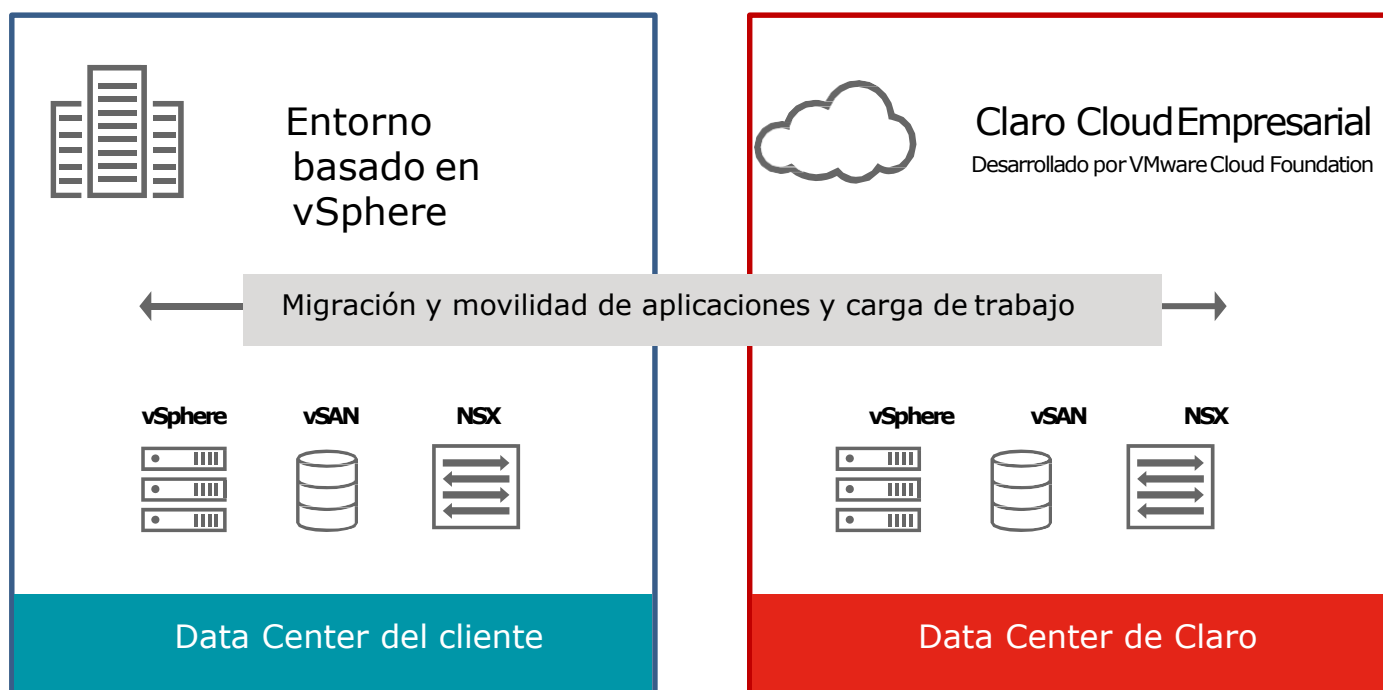 Entorno
basado en
vSphere
Claro Cloud Empresarial
Desarrollado por VMware Cloud Foundation
Migración y movilidad de aplicaciones y carga de trabajo
vSphere vSAN NSX
vSphere vSAN NSX
Data Center del cliente
Data Center de Claro